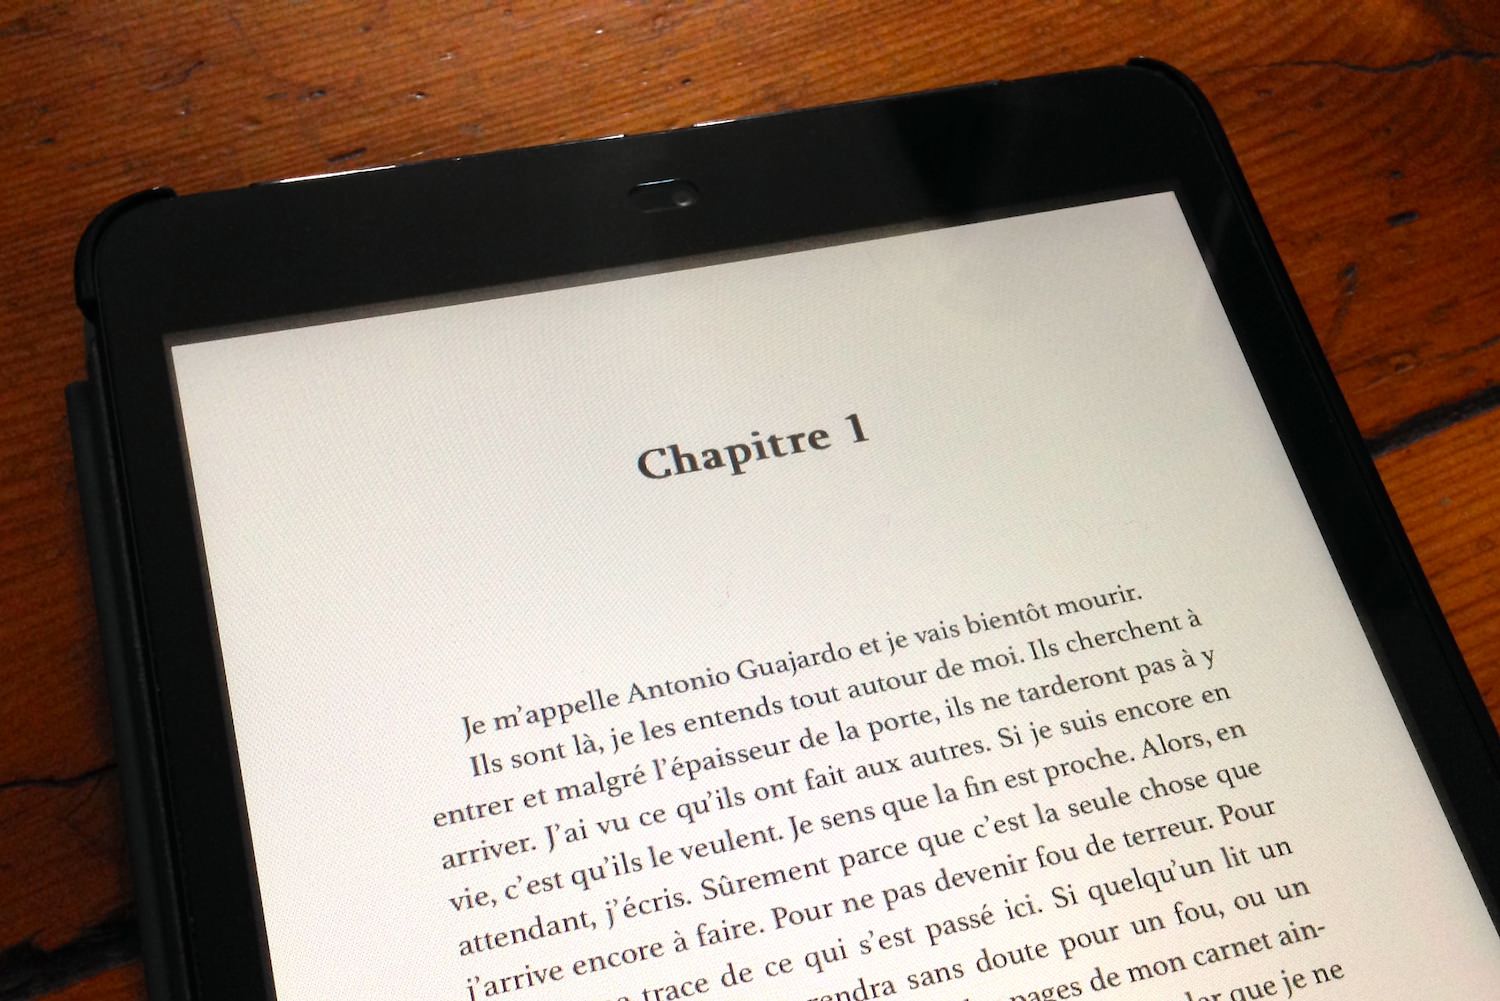 Chapitre 1
Je m'appelle Antonio Guajardo et je vais bientôt mourir.
Ils sont là, je les entends tout autour de moi. Ils cherchent à
entrer et malgré l'épaisseur de la porte, ils ne tarderont pas à y
arriver. J'ai vu ce qu'ils ont fait aux autres. Si je suis encore en
vie, c'est qu'ils le veulent. Je sens que la fin est proche. Alors, en
attendant, j'écris. Sûrement parce que c'est la seule chose que
j'arrive encore à faire. Pour ne pas devenir fou de terreur. Pour
trace de ce qui s'est passé ici. Si quelqu'un lit un
sans doute pour un fou, ou un
pages de mon carnet ain-
que je ne